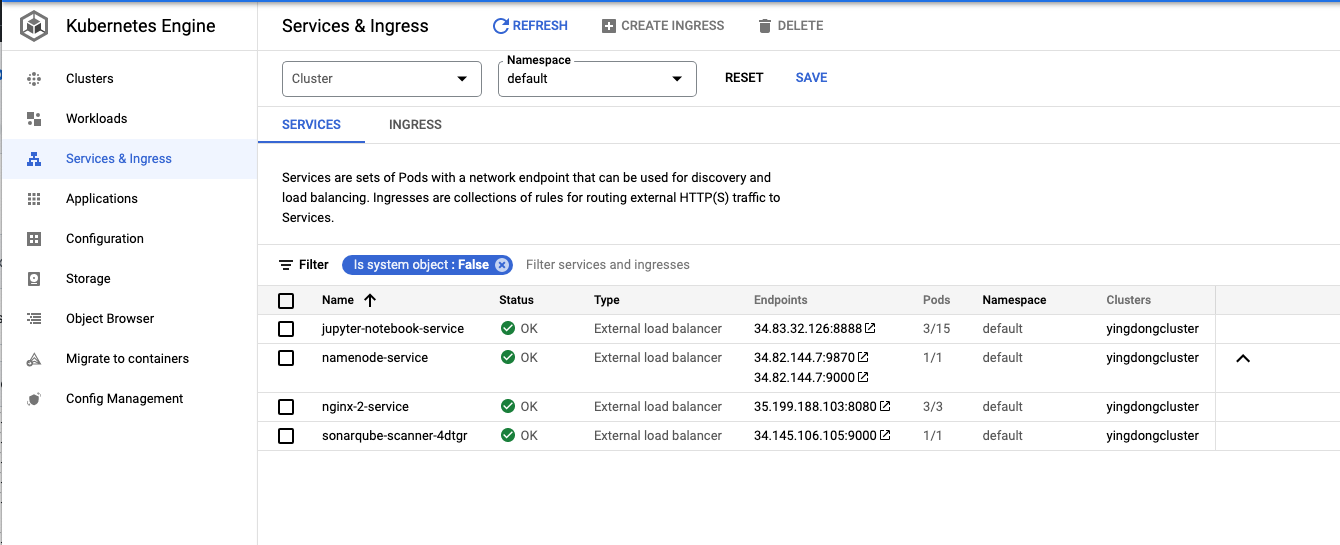 Kubernetes Engine
Services & Ingress
REFRESH
CREATE INGRESS
DELETE
Clusters
Workloads
Services & Ingress
Applications
Configuration
Storage
Object Browser
Migrate to containers
Config Management
Cluster
Namespace
default
RESET
SAVE
SERVICES INGRESS
Services are sets of Pods with a network endpoint that can be used for discovery and
load balancing. Ingresses are collections of rules for routing external HTTP(S) traffic to
Services.
Filter Is system object : False Filter services and ingresses
Name Status Type Endpoints Pods Namespace Clusters
jupyter-notebook-service OK External load balancer 34.83.32.126:8888 3/15 default yingdongcluster
namenode-service OK External load balancer 34.82.144.7:9870 1/1 default yingdongcluster
34.82.144.7:9000
nginx-2-service OK External load balancer 35.199.188.103:8080 3/3 default yingdongcluster
sonarqube-scanner-4dtgr OK External load balancer 34.145.106.105:9000 1/1 default yingdongcluster